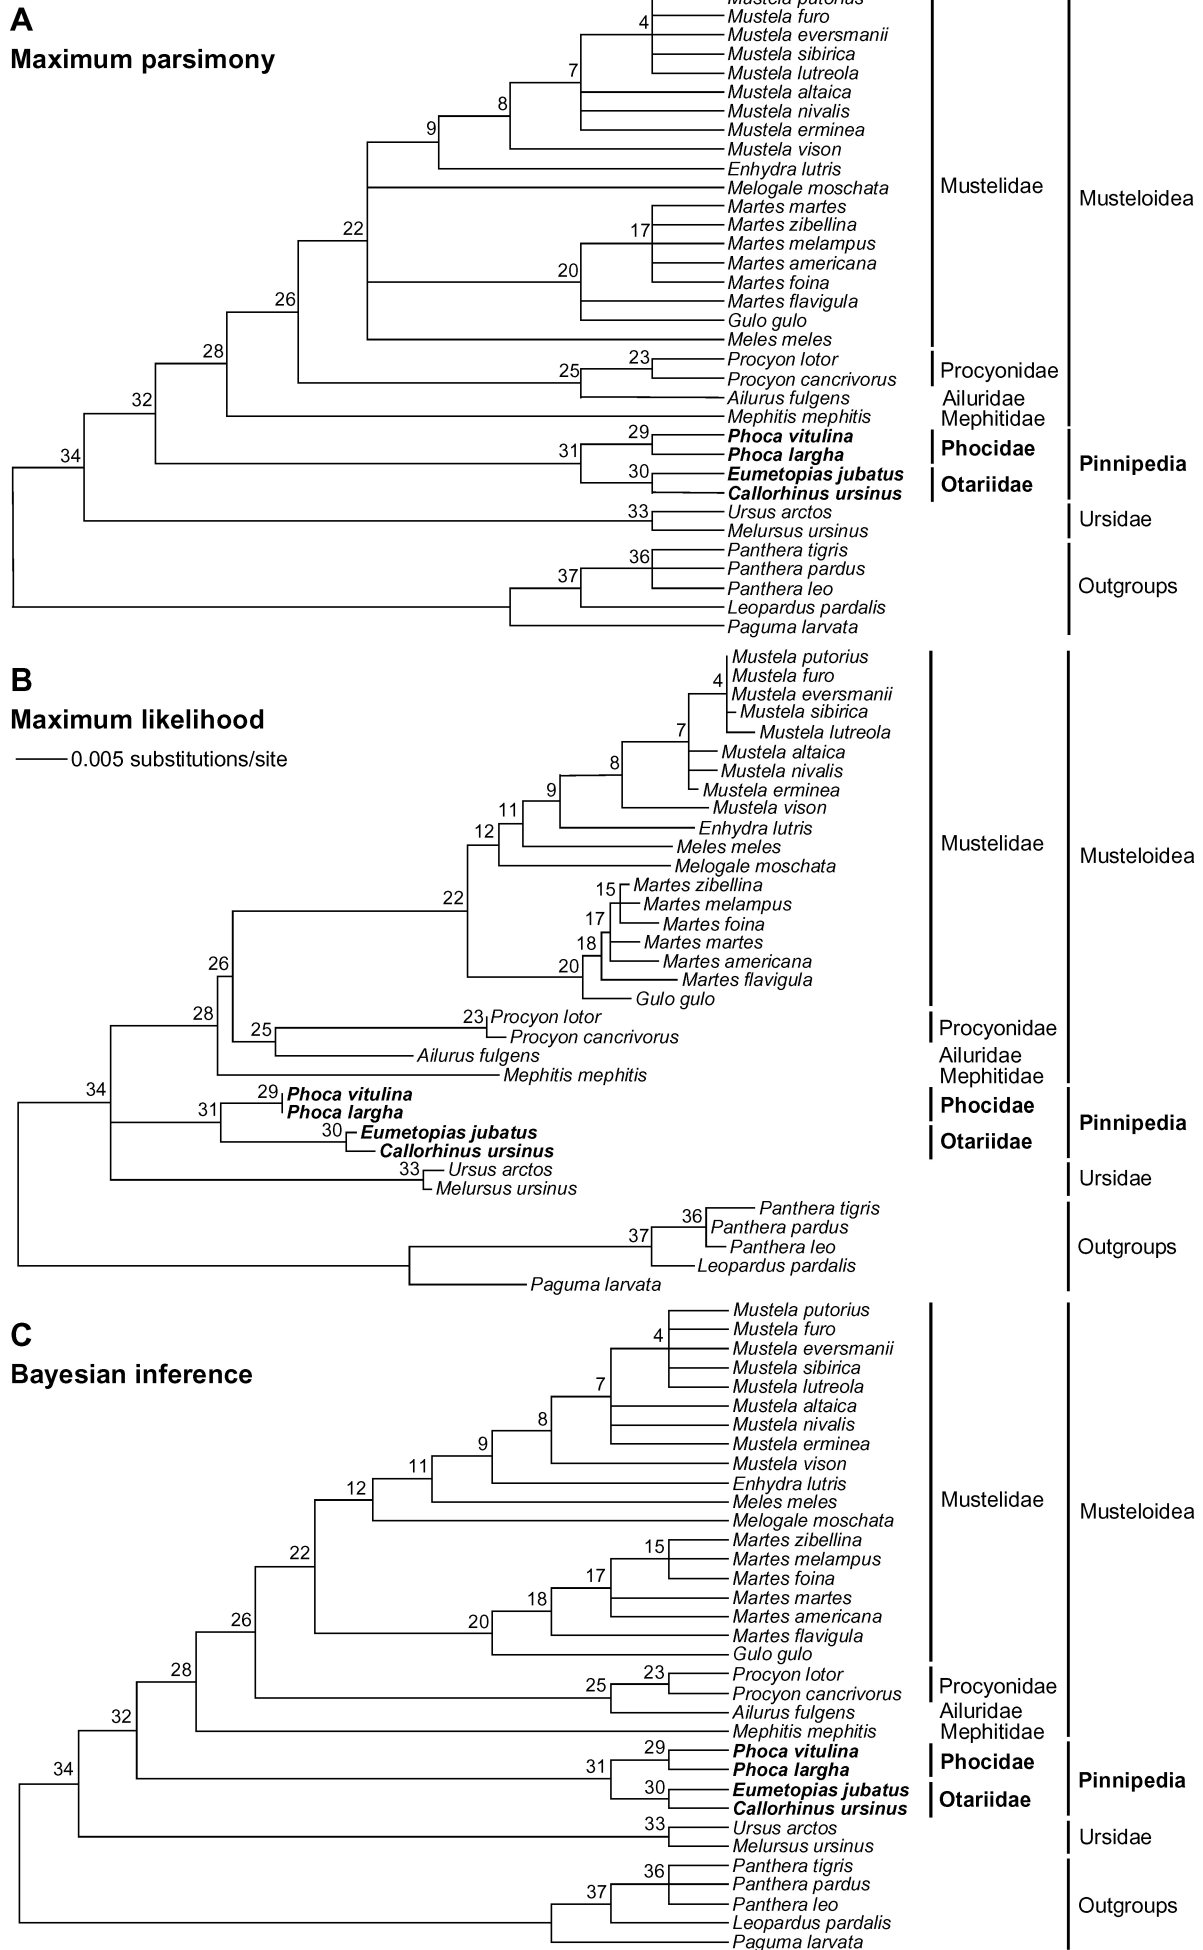 A
Maximum parsimony
Mustela putorius
Mustela furo
4
Mustela eversmanii
Mustela sibirica
Mustela lutreola
7
Mustela altaica
8
Mustela nivalis
9
Mustela erminea
Mustela vison
Enhydra lutris
Melogale moschata
Mustelidae
Musteloidea
Martes martes
22
Martes zibellina
17
Martes melampus
Martes americana
20
Martes foina
26
Martes flavigula
Gulo gulo
Meles meles
28
23
Procyon lotor
25
Procyon cancrivorus
Procyonidae
32
Ailurus fulgens
Ailuridae
Mephitis mephitis
Mephitidae
29
Phoca vitulina
34
31
Phoca largha
Phocidae
30
Eumetopias jubatus
Pinnipedia
Callorhinus ursinus
Otariidae
33
Ursus arctos
Ursidae
Melursus ursinus
36
Panthera tigris
37
Panthera pardus
Panthera leo
Outgroups
Leopardus pardalis
Paguma larvata
B
Maximum likelihood
0.005 substitutions/site
Mustela putorius
4
Mustela furo
Mustela eversmanii
Mustela sibirica
7
Mustela lutreola
Mustela altaica
8
Mustela nivalis
9
Mustela erminea
11
Mustela vison
12
Enhydra lutris
Meles meles
Mustelidae
Musteloidea
Melogale moschata
15
Martes zibellina
22
Martes melampus
17
Martes foina
18
Martes martes
26
20
Martes americana
Martes flavigula
Gulo gulo
28
23
Procyon lotor
25
Procyon cancrivorus
Procyonidae
Ailurus fulgens
Ailuridae
Mephitis mephitis
Mephitidae
34
29
Phoca vitulina
31
Phoca largha
Phocidae
30
Eumetopias jubatus
Pinnipedia
Callorhinus ursinus
Otariidae
33
Ursus arctos
Ursidae
Melursus ursinus
36
Panthera tigris
37
Panthera pardus
Panthera leo
Outgroups
Leopardus pardalis
Paguma larvata
C
Bayesian inference
Mustela putorius
4
Mustela furo
Mustela eversmanii
Mustela sibirica
7
Mustela lutreola
8
Mustela altaica
9
Mustela nivalis
11
Mustela erminea
12
Mustela vison
Enhydra lutris
Meles meles
Mustelidae
Musteloidea
Melogale moschata
22
15
Martes zibellina
17
Martes melampus
18
Martes foina
26
20
Martes martes
Martes americana
Martes flavigula
Gulo gulo
28
23
Procyon lotor
25
Procyon cancrivorus
Procyonidae
32
Ailurus fulgens
Ailuridae
Mephitis mephitis
Mephitidae
34
29
Phoca vitulina
31
Phoca largha
Phocidae
30
Eumetopias jubatus
Pinnipedia
Callorhinus ursinus
Otariidae
33
Ursus arctos
Ursidae
Melursus ursinus
36
Panthera tigris
37
Panthera pardus
Panthera leo
Outgroups
Leopardus pardalis
Paguma larvata